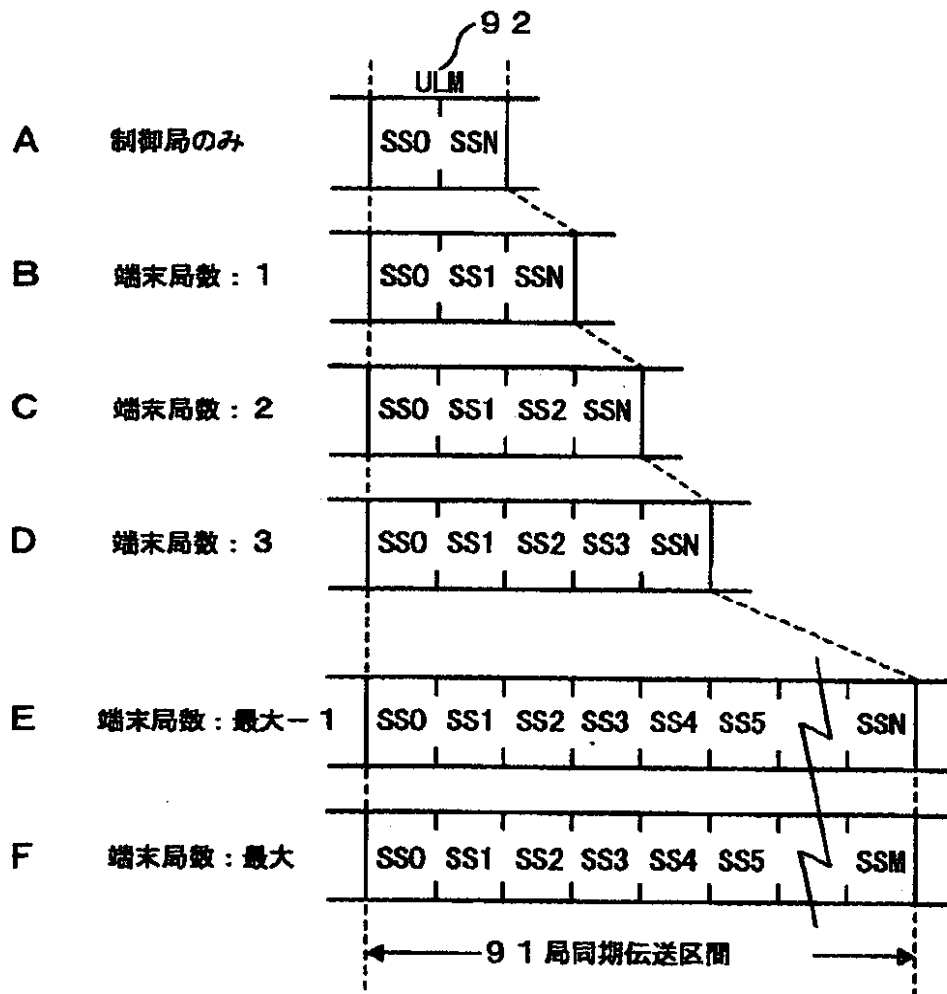 ９２
ULM
A 制御局のみ SS0 SSN
B 端末局数：1 SS0 SS1 SSN
C 端末局数：2 SS0 SS1 SS2 SSN
D 端末局数：3 SS0 SS1 SS2 SS3 SSN
E 端末局数：最大－1 SS0 SS1 SS2 SS3 SS4 SS5 SSN
F 端末局数：最大 SS0 SS1 SS2 SS3 SS4 SS5 SSM
９１局同期伝送区間